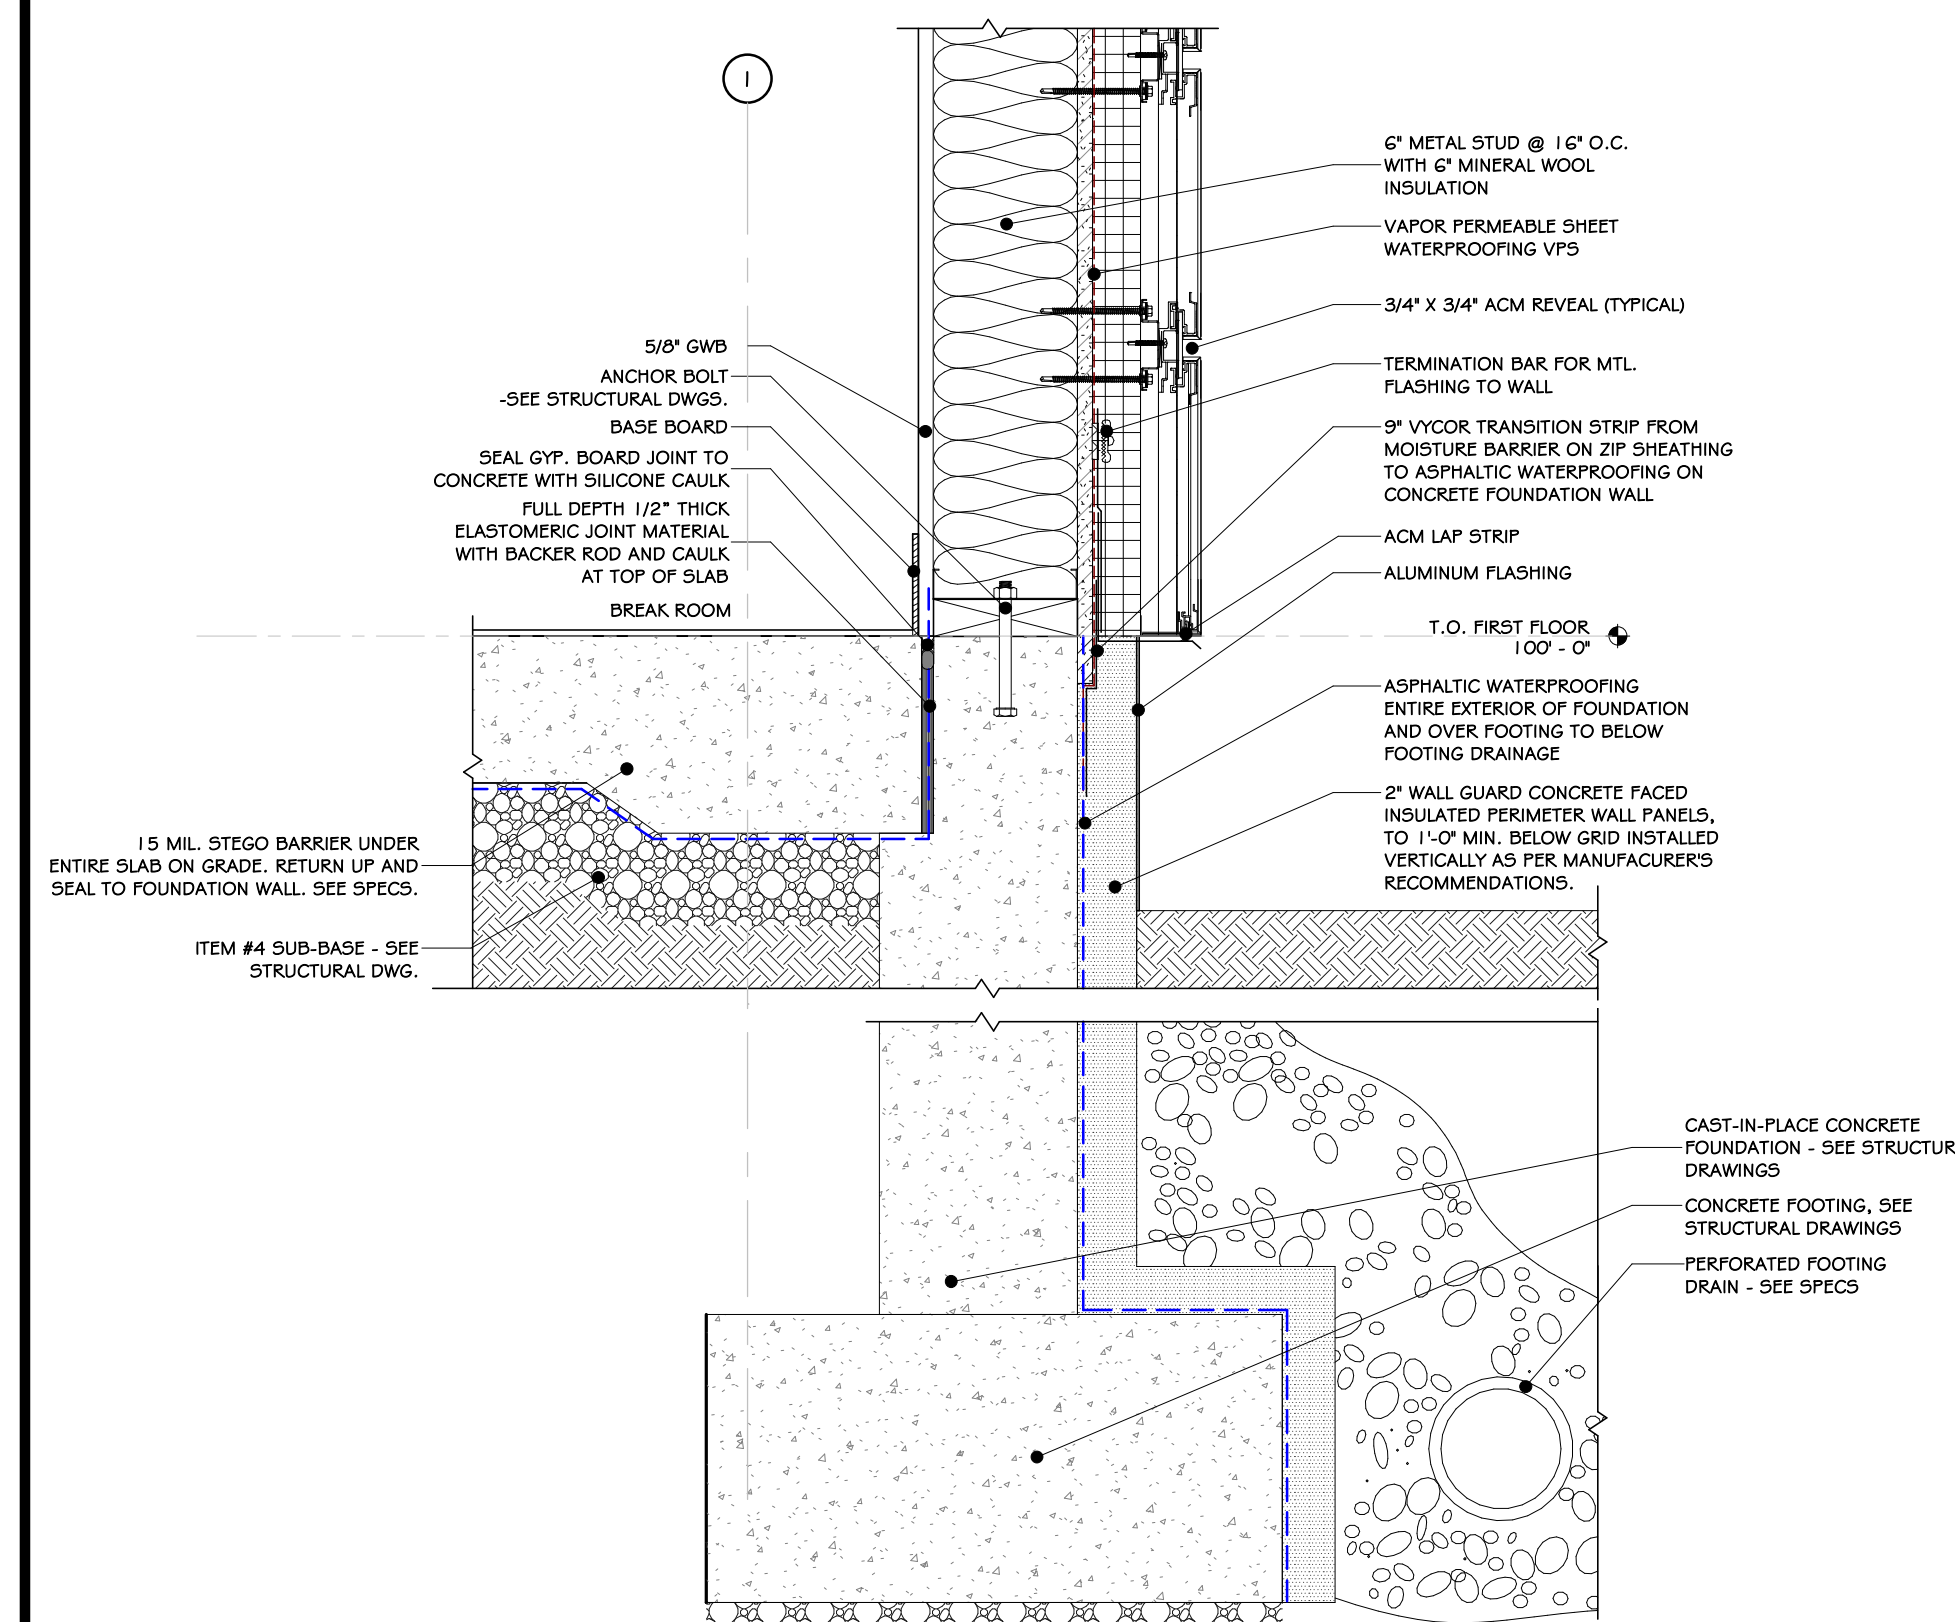 1
6" METAL STUD @ 16" O.C.
WITH 6" MINERAL WOOL
INSULATION
VAPOR PERMEABLE SHEET
WATERPROOFING VPS
3/4" X 3/4" ACM REVEAL (TYPICAL)
TERMINATION BAR FOR MTL.
FLASHING TO WALL
9" VYCOR TRANSITION STRIP FROM
MOISTURE BARRIER ON ZIP SHEATHING
TO ASPHALTIC WATERPROOFING ON
CONCRETE FOUNDATION WALL
ACM LAP STRIP
ALUMINUM FLASHING
T.O. FIRST FLOOR
100' - 0"
ASPHALTIC WATERPROOFING
ENTIRE EXTERIOR OF FOUNDATION
AND OVER FOOTING TO BELOW
FOOTING DRAINAGE
2" WALL GUARD CONCRETE FACED
INSULATED PERIMETER WALL PANELS,
TO 1'-0" MIN. BELOW GRID INSTALLED
VERTICALLY AS PER MANUFACURER'S
RECOMMENDATIONS.
5/8" GWB
ANCHOR BOLT
-SEE STRUCTURAL DWGS.
BASE BOARD
SEAL GYP. BOARD JOINT TO
CONCRETE WITH SILICONE CAULK
FULL DEPTH 1/2" THICK
ELASTOMERIC JOINT MATERIAL
WITH BACKER ROD AND CAULK
AT TOP OF SLAB
BREAK ROOM
15 MIL. STEGO BARRIER UNDER
ENTIRE SLAB ON GRADE. RETURN UP AND
SEAL TO FOUNDATION WALL. SEE SPECS.
ITEM #4 SUB-BASE - SEE
STRUCTURAL DWG.
CAST-IN-PLACE CONCRETE
FOUNDATION - SEE STRUCTUR
DRAWINGS
CONCRETE FOOTING, SEE
STRUCTURAL DRAWINGS
PERFORATED FOOTING
DRAIN - SEE SPECS